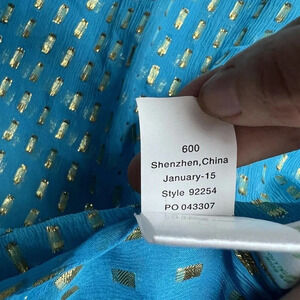 600
Shenzhen,China
January-15
Style 92254
PO 043307